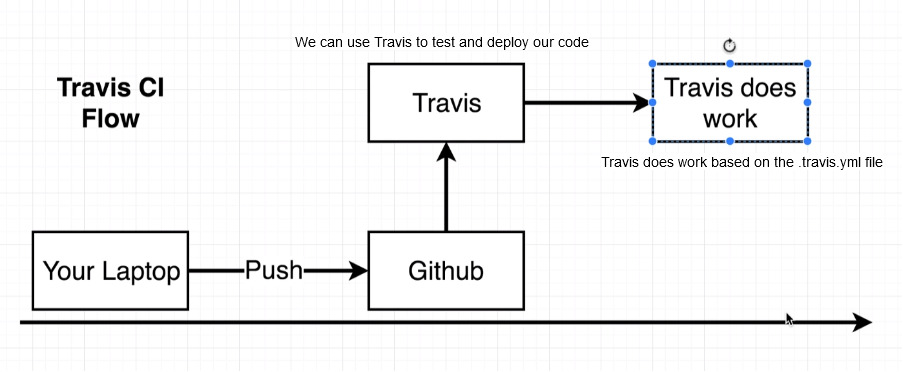 We can use Travis to test and deploy our code
Travis CI
Flow
Travis
Travis does
work
Travis does work based on the .travis.yml file
Your Laptop
Push
Github